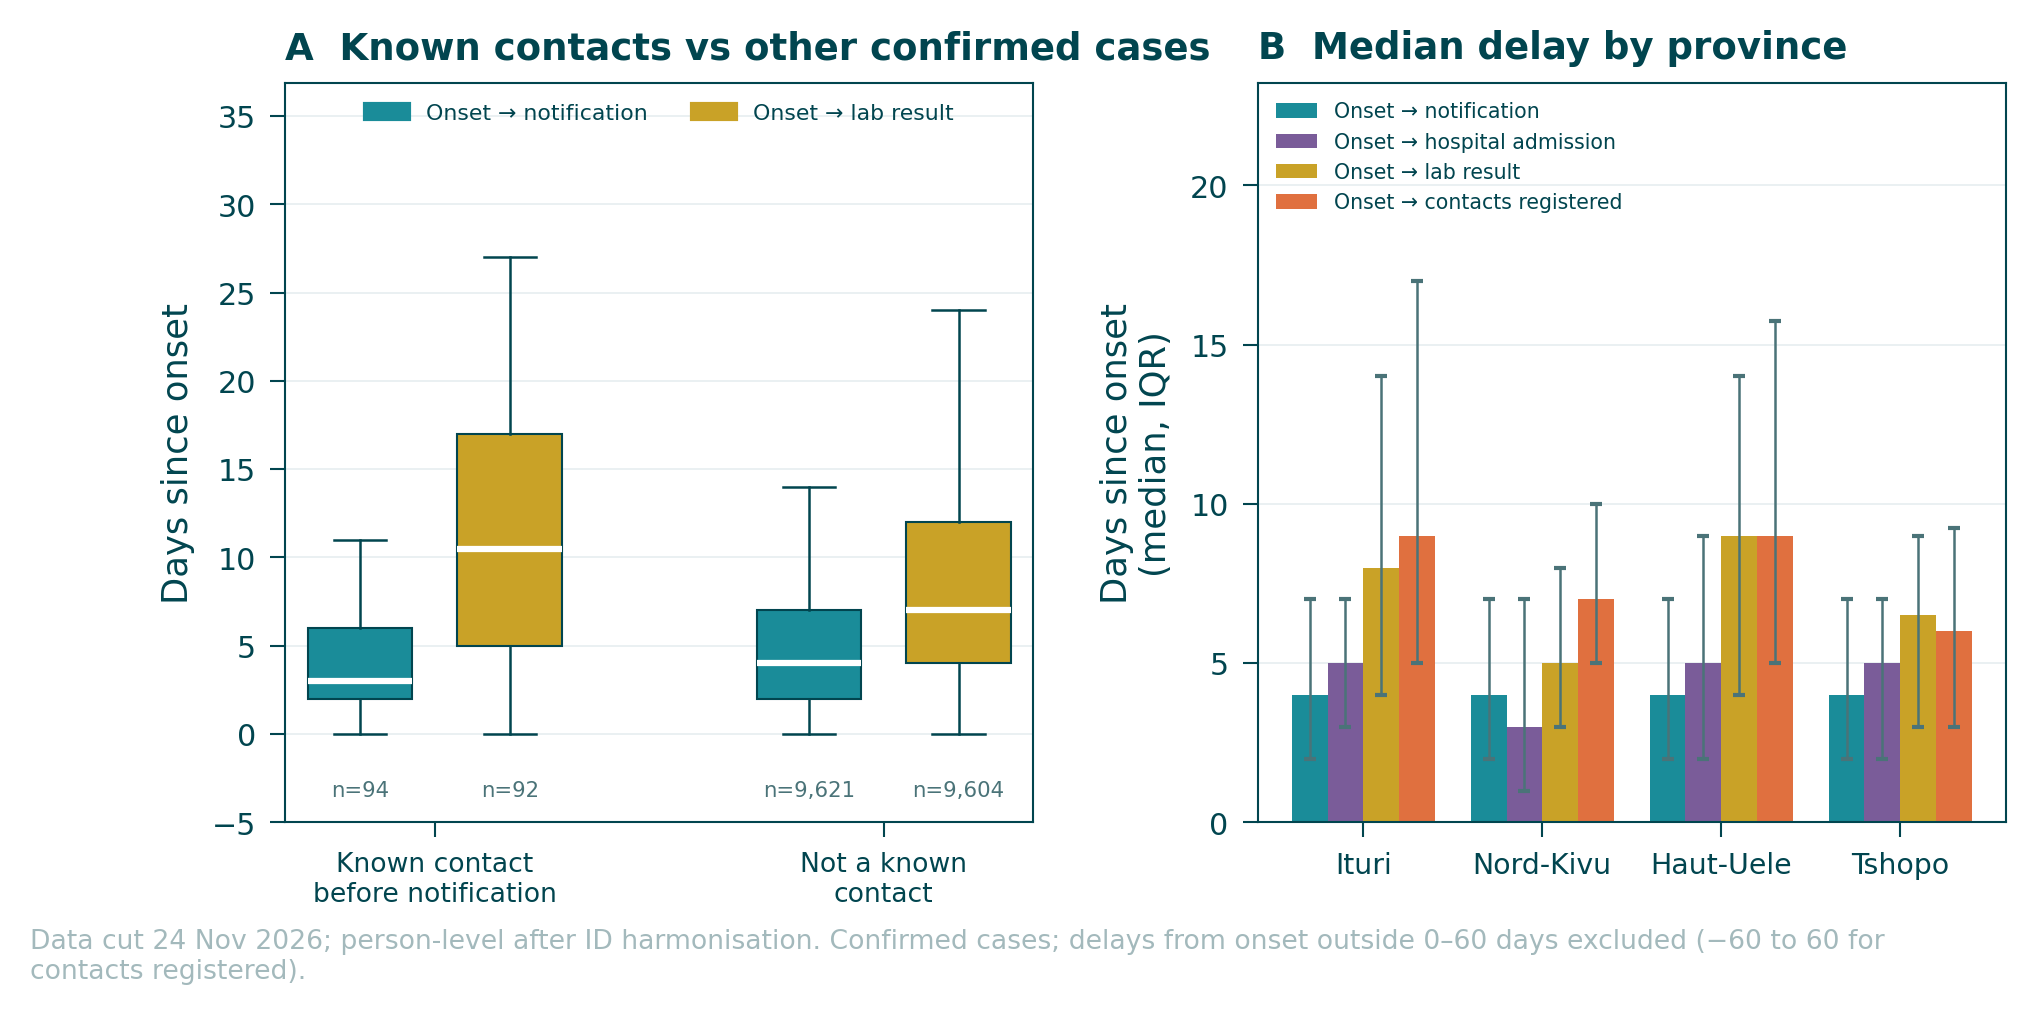 A  Known contacts vs other confirmed cases
Onset → notification
Onset → lab result
Days since onset
35
30
25
20
15
10
5
0
−5
n=94
n=92
n=9,621
n=9,604
Known contact
before notification
Not a known
contact
B  Median delay by province
Onset → notification
Onset → hospital admission
Onset → lab result
Onset → contacts registered
Days since onset
(median, IQR)
20
15
10
5
0
Ituri
Nord-Kivu
Haut-Uele
Tshopo
Data cut 24 Nov 2026; person-level after ID harmonisation. Confirmed cases; delays from onset outside 0–60 days excluded (−60 to 60 for
contacts registered).